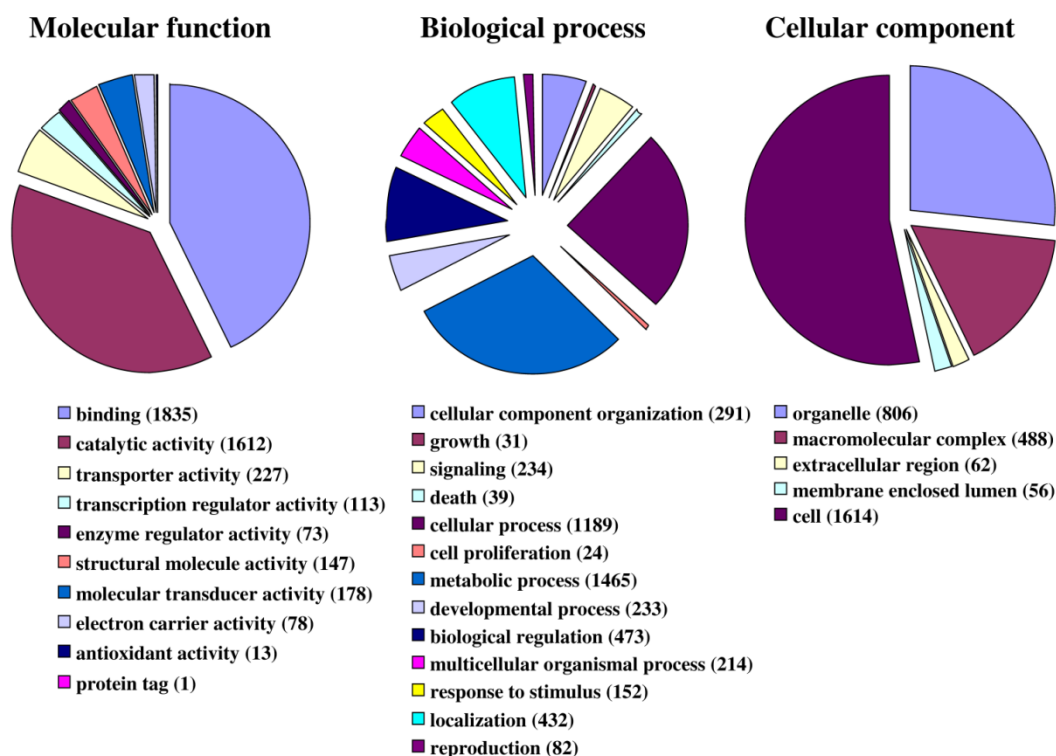 Molecular function
binding (1835)
catalytic activity (1612)
transporter activity (227)
transcription regulator activity (113)
enzyme regulator activity (73)
structural molecule activity (147)
molecular transducer activity (178)
electron carrier activity (78)
antioxidant activity (13)
protein tag (1)
Biological process
cellular component organization (291)
growth (31)
signaling (234)
death (39)
cellular process (1189)
cell proliferation (24)
metabolic process (1465)
developmental process (233)
biological regulation (473)
multicellular organismal process (214)
response to stimulus (152)
localization (432)
reproduction (82)
Cellular component
organelle (806)
macromolecular complex (488)
extracellular region (62)
membrane enclosed lumen (56)
cell (1614)